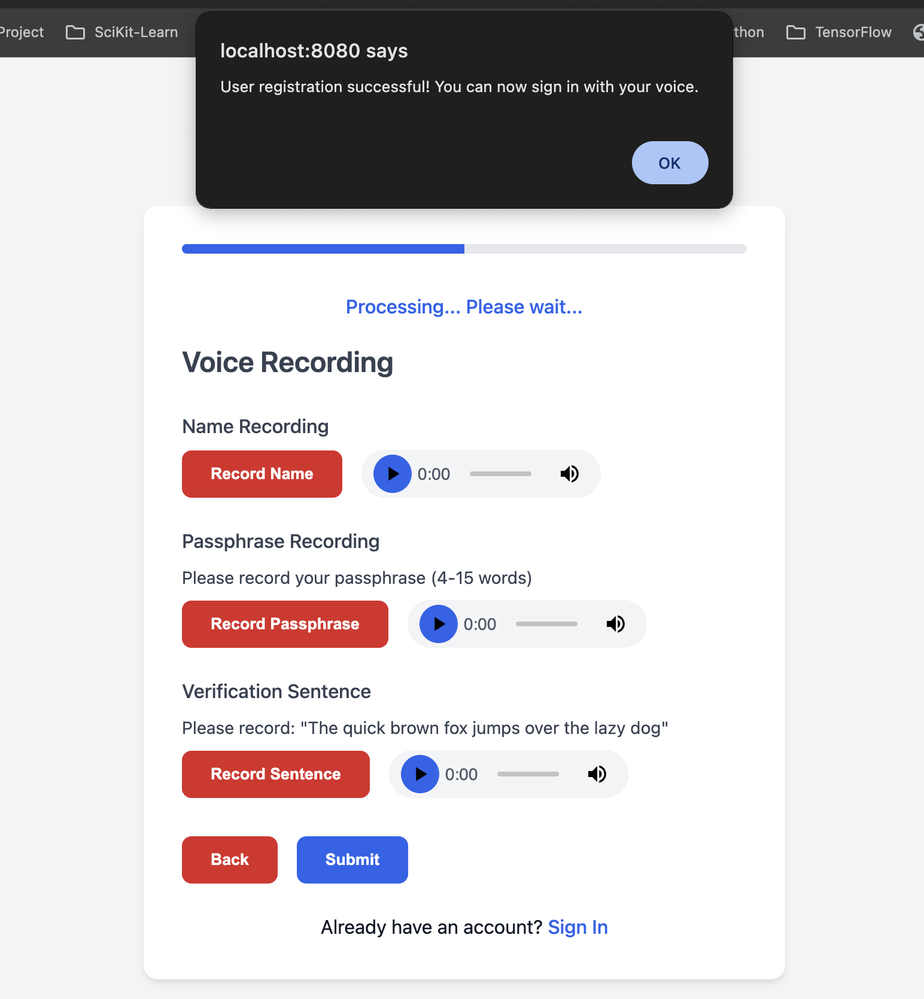 Project SciKit-Learn thon TensorFlow
localhost:8080 says
User registration successful! You can now sign in with your voice.
OK
Processing... Please wait...
Voice Recording
Name Recording
Record Name 0:00
Passphrase Recording
Please record your passphrase (4-15 words)
Record Passphrase 0:00
Verification Sentence
Please record: "The quick brown fox jumps over the lazy dog"
Record Sentence 0:00
Back Submit
Already have an account? Sign In